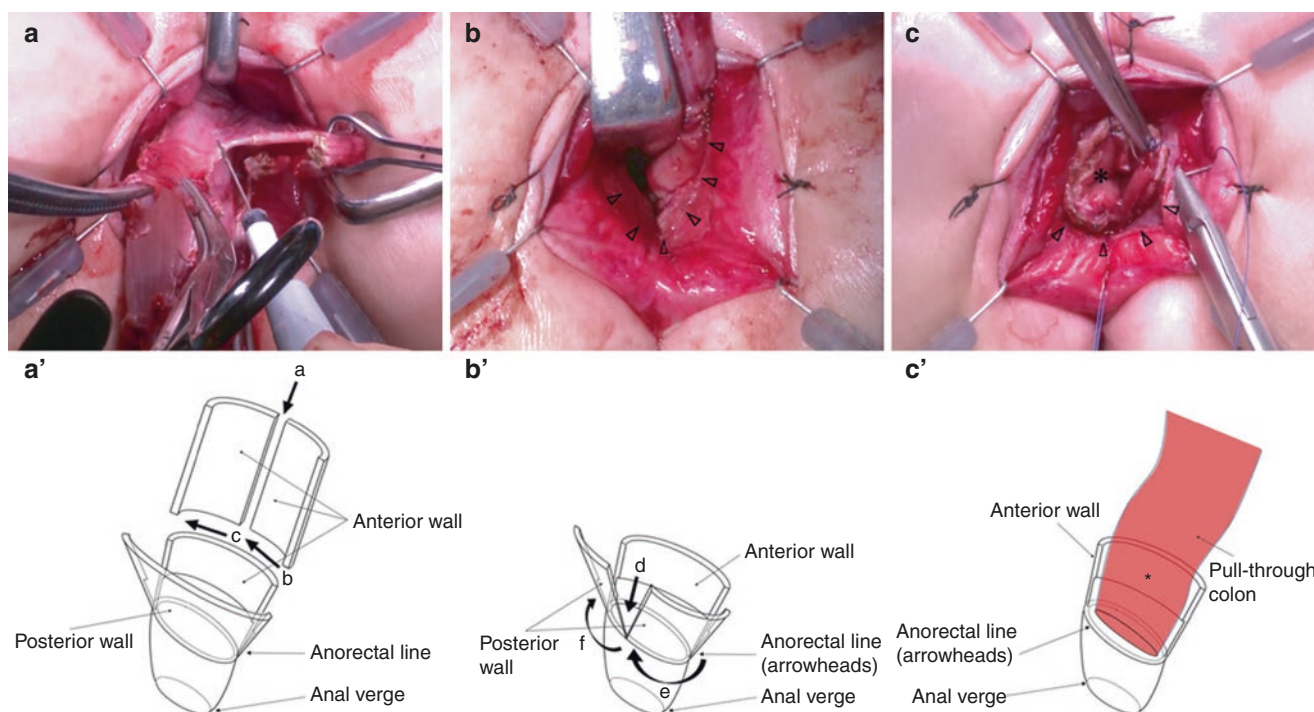 a
b
c
*
a'
a
c
b
Anterior wall
Posterior wall
Anorectal line
Anal verge
b'
d
Anterior wall
Posterior
wall
f
e
Anorectal line
(arrowheads)
Anal verge
c'
Anterior wall
*
Pull-through
colon
Anorectal line
(arrowheads)
Anal verge